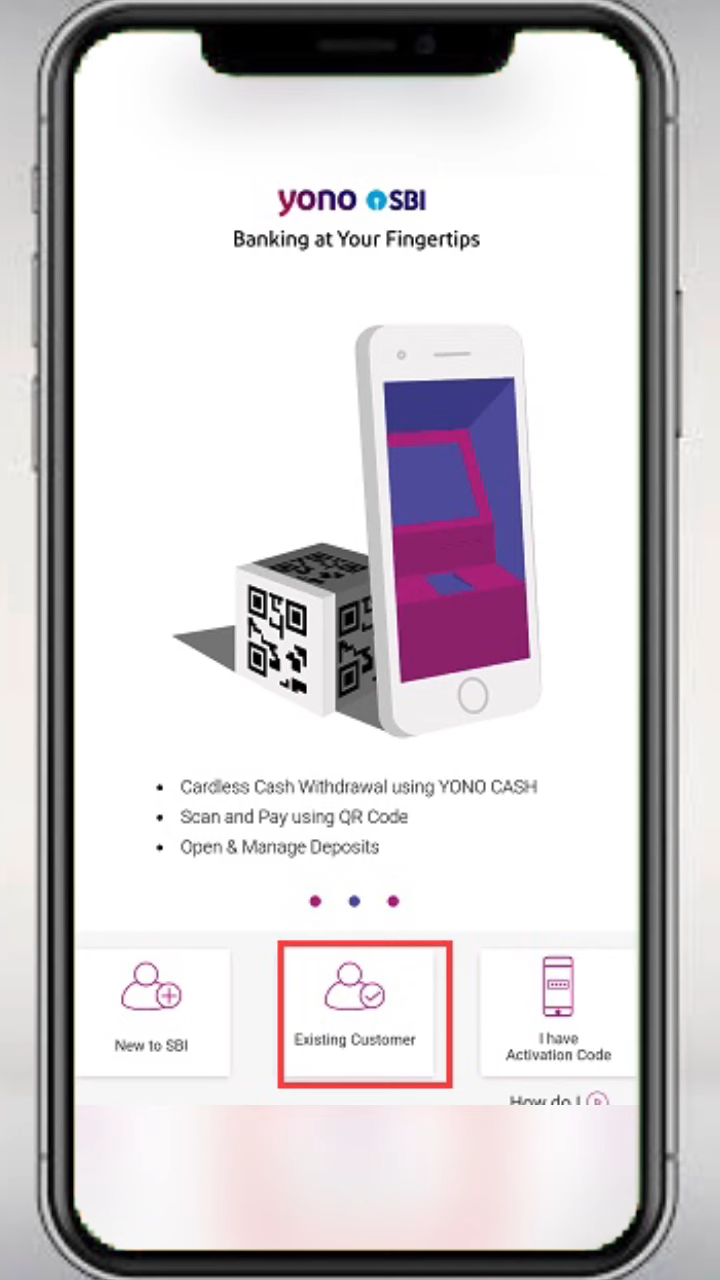 yono SBI
Banking at Your Fingertips
• Cardless Cash Withdrawal using YONO CASH
• Scan and Pay using QR Code
• Open & Manage Deposits
New to SBI
Existing Customer
I have
Activation Code
How do I